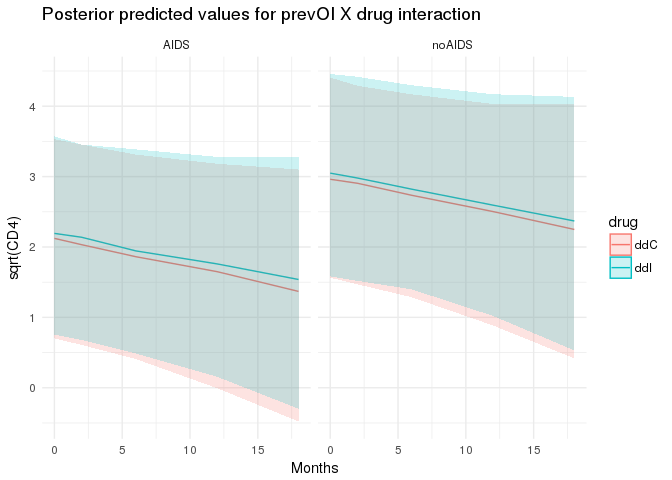 Posterior predicted values for prevOI X drug interaction
AIDS
noAIDS
4
3
2
1
0
sqrt(CD4)
0 5 10 15
0 5 10 15
Months
drug
ddC
ddI